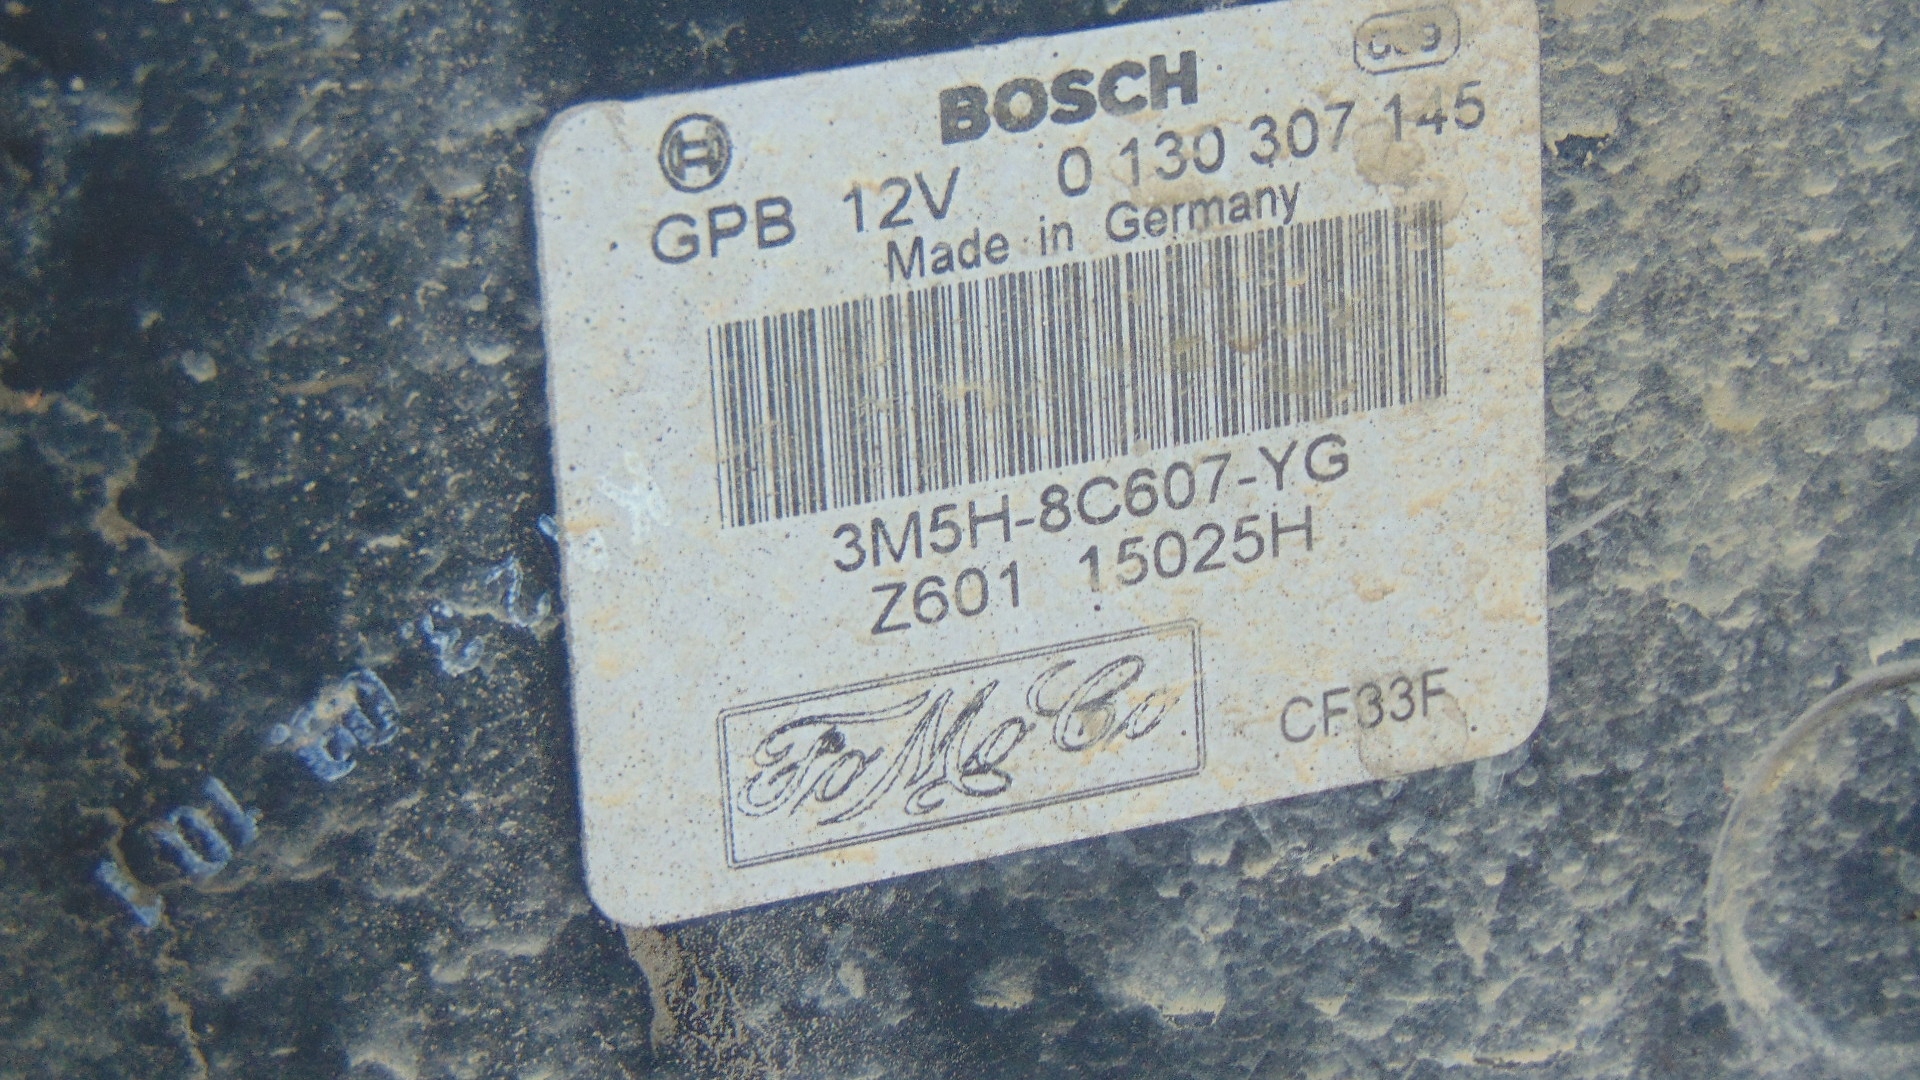 BOSCH
GPB 12V 0 130 307 145
Made in Germany
3M5H-8C607-YG
Z601 15025H
FoMoCo
CF33F